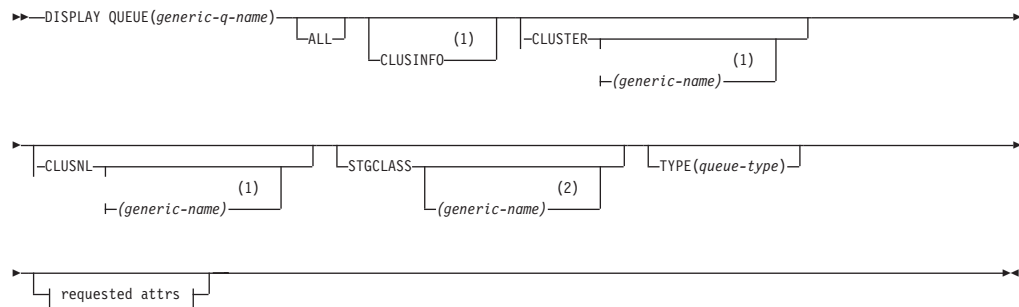 DISPLAY QUEUE(generic-q-name)
ALL
(1)
CLUSINFO
CLUSTER
(1)
(generic-name)
CLUSNL
(1)
(generic-name)
STGCLASS
(2)
(generic-name)
TYPE(queue-type)
requested attrs